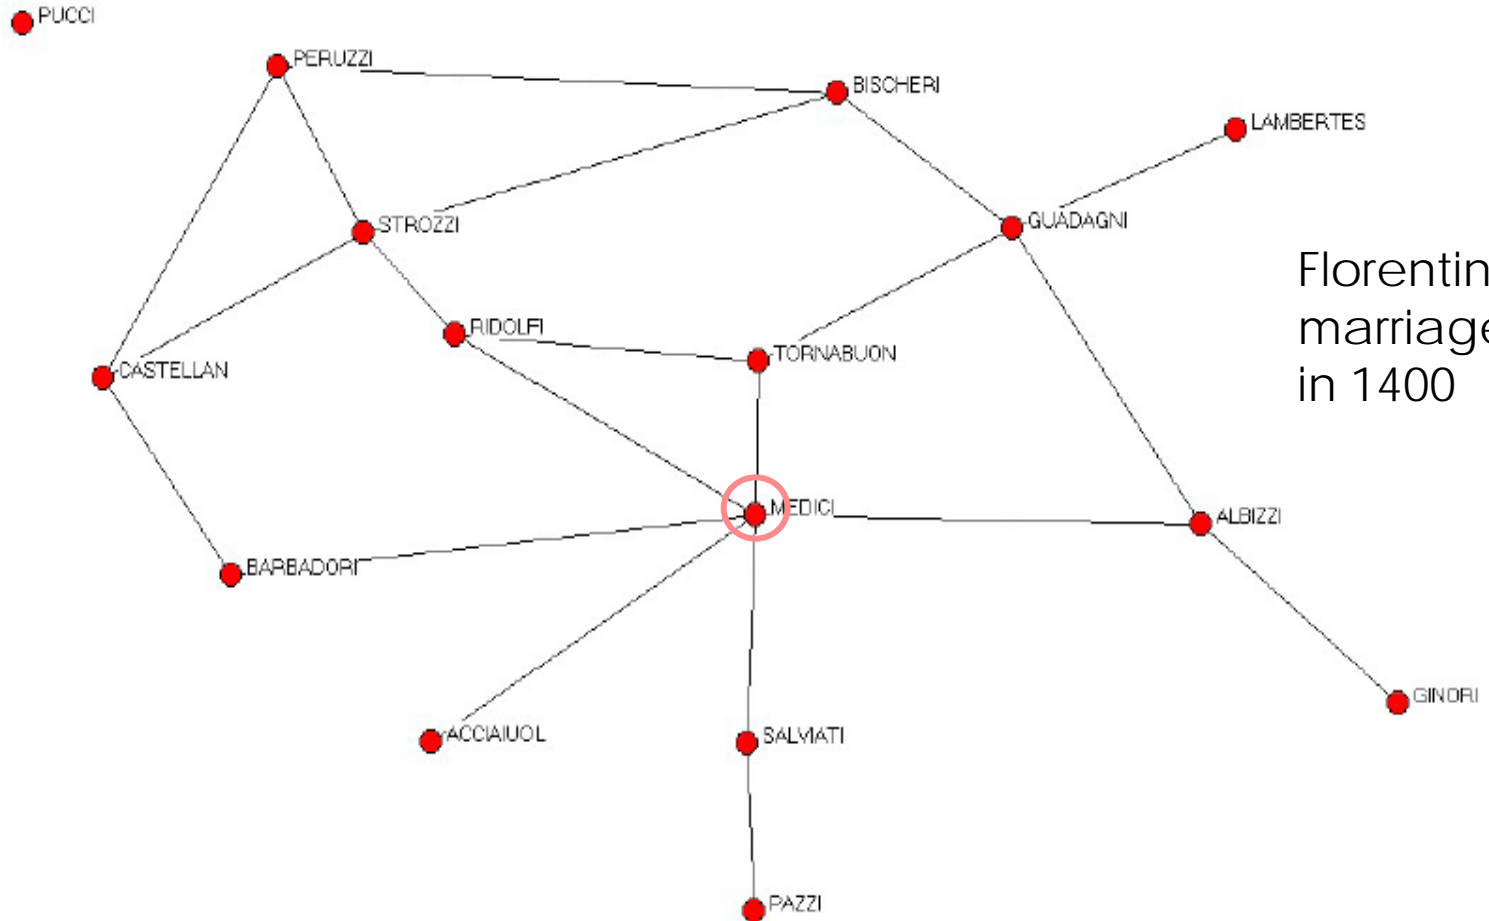 PUCCI
PERUZZI
BISCHERI
LAMBERTES
STROZZI
GUADAGNI
Florentin
marriage
in 1400
RIDOLFI
TORNABUON
CASTELLAN
MEDICI
ALBIZZI
BARBADORI
GINORI
ACCIAIUOL
SALVIATI
PAZZI